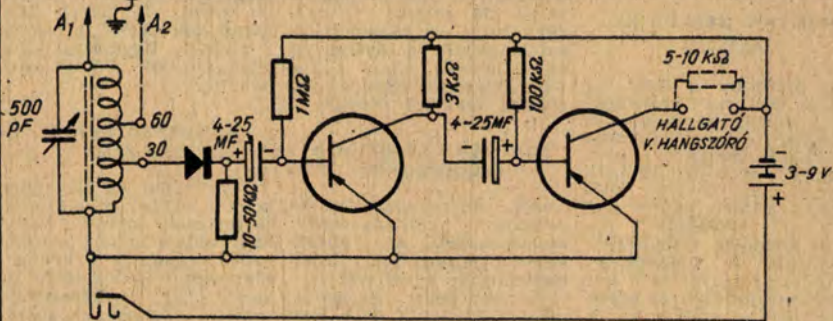 A₁ A₂
500 pF
60
30
4-25 MF
+ -
10-50KΩ
1MΩ
3KΩ
4-25MF
- +
100KΩ
5-10 KΩ
HALLGATÓ
V. HANGSZÓRÓ
-
3-9 V
+